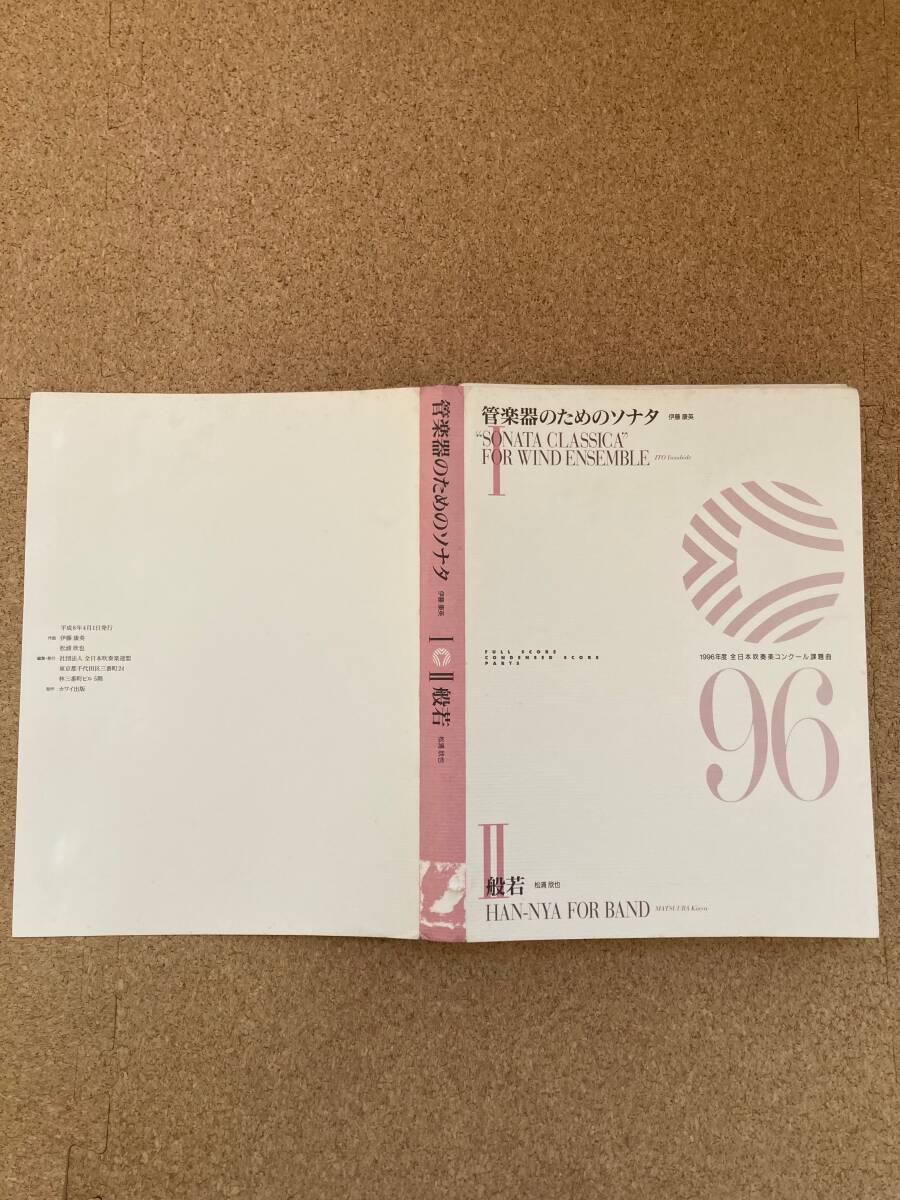 平成8年4月1日発行
作曲 伊藤 康英
松浦 欣也
編集・発行 社団法人 全日本吹奏楽連盟
東京都千代田区三番町24
林三番町ビル 5階
製作 カワイ出版
管楽器のためのソナタ 伊藤 康英 I II 般若 松浦 欣也
管楽器のためのソナタ 伊藤 康英
I
"SONATA CLASSICA"
FOR WIND ENSEMBLE ITO Yasuhide
FULL SCORE
CONDENSED SCORE
PARTS
1996年度 全日本吹奏楽コンクール課題曲
96
II
般若 松浦 欣也
HAN-NYA FOR BAND MATSUURA Kinya